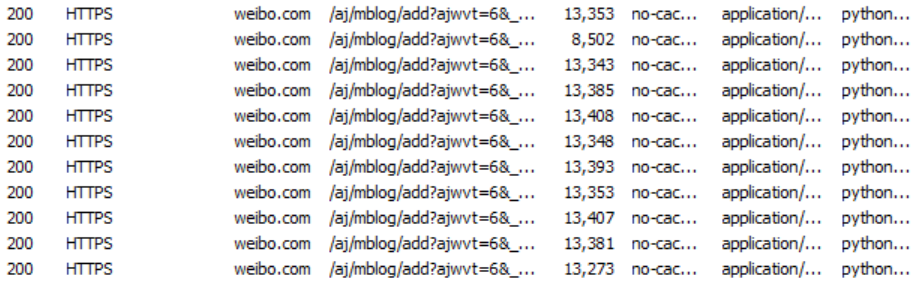 200 HTTPS weibo.com /aj/mblog/add?ajwvt=6&_... 13,353 no-cac... application/... python...
200 HTTPS weibo.com /aj/mblog/add?ajwvt=6&_... 8,502 no-cac... application/... python...
200 HTTPS weibo.com /aj/mblog/add?ajwvt=6&_... 13,343 no-cac... application/... python...
200 HTTPS weibo.com /aj/mblog/add?ajwvt=6&_... 13,385 no-cac... application/... python...
200 HTTPS weibo.com /aj/mblog/add?ajwvt=6&_... 13,408 no-cac... application/... python...
200 HTTPS weibo.com /aj/mblog/add?ajwvt=6&_... 13,348 no-cac... application/... python...
200 HTTPS weibo.com /aj/mblog/add?ajwvt=6&_... 13,393 no-cac... application/... python...
200 HTTPS weibo.com /aj/mblog/add?ajwvt=6&_... 13,353 no-cac... application/... python...
200 HTTPS weibo.com /aj/mblog/add?ajwvt=6&_... 13,407 no-cac... application/... python...
200 HTTPS weibo.com /aj/mblog/add?ajwvt=6&_... 13,381 no-cac... application/... python...
200 HTTPS weibo.com /aj/mblog/add?ajwvt=6&_... 13,273 no-cac... application/... python...